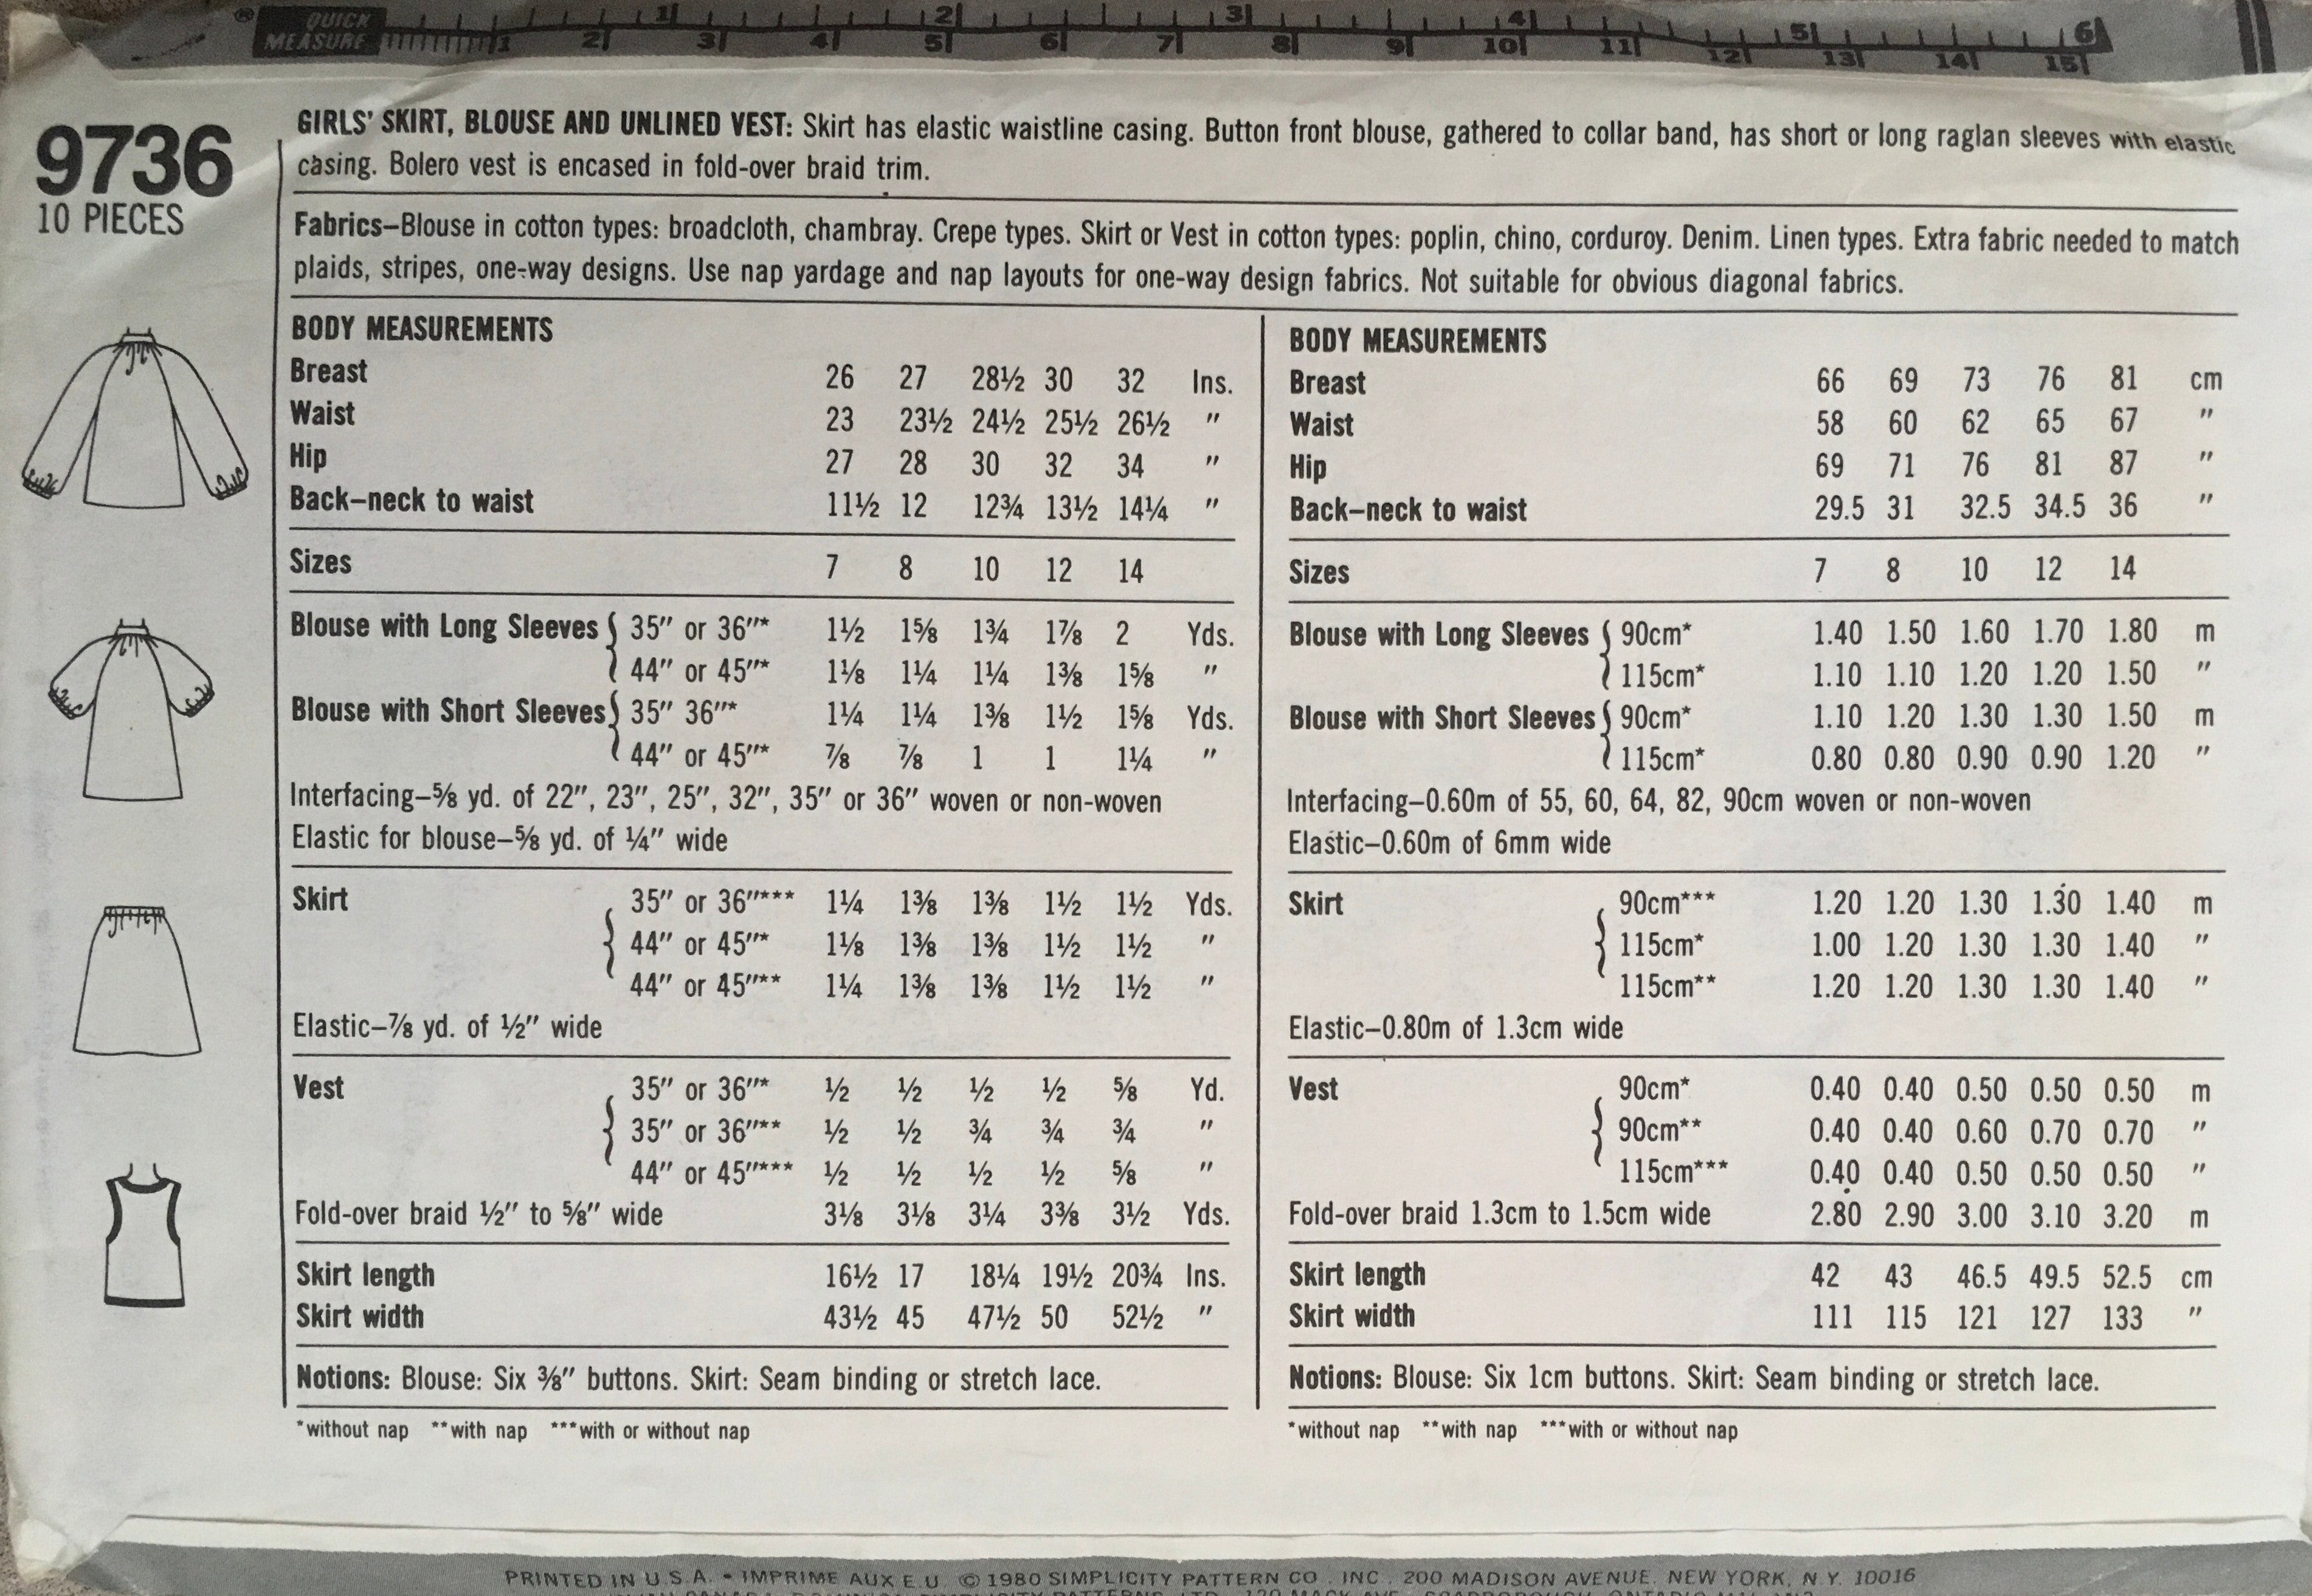 ® QUICK 1 2 3 4 5 6
MEASURE 1 2 3 4 5 6 7 8 9 10 11 12 13 14 15
9736
10 PIECES
GIRLS' SKIRT, BLOUSE AND UNLINED VEST: Skirt has elastic waistline casing. Button front blouse, gathered to collar band, has short or long raglan sleeves with elastic
casing. Bolero vest is encased in fold-over braid trim.
Fabrics–Blouse in cotton types: broadcloth, chambray. Crepe types. Skirt or Vest in cotton types: poplin, chino, corduroy. Denim. Linen types. Extra fabric needed to match
plaids, stripes, one-way designs. Use nap yardage and nap layouts for one-way design fabrics. Not suitable for obvious diagonal fabrics.
BODY MEASUREMENTS
Breast 26 27 28½ 30 32 Ins.
Waist 23 23½ 24½ 25½ 26½ "
Hip 27 28 30 32 34 "
Back–neck to waist 11½ 12 12¾ 13½ 14¼ "
Sizes 7 8 10 12 14
Blouse with Long Sleeves { 35" or 36"* 1½ 1⅝ 1¾ 1⅞ 2 Yds.
44" or 45"* 1⅛ 1¼ 1¼ 1⅜ 1⅝ "
Blouse with Short Sleeves { 35" 36"* 1¼ 1¼ 1⅜ 1½ 1⅝ Yds.
44" or 45"* ⅞ ⅞ 1 1 1¼ "
Interfacing–⅝ yd. of 22", 23", 25", 32", 35" or 36" woven or non-woven
Elastic for blouse–⅝ yd. of ¼" wide
Skirt { 35" or 36"*** 1¼ 1⅜ 1⅜ 1½ 1½ Yds.
44" or 45"* 1⅛ 1⅜ 1⅜ 1½ 1½ "
44" or 45"** 1¼ 1⅜ 1⅜ 1½ 1½ "
Elastic–⅞ yd. of ½" wide
Vest { 35" or 36"* ½ ½ ½ ½ ⅝ Yd.
35" or 36"** ½ ½ ¾ ¾ ¾ "
44" or 45"*** ½ ½ ½ ½ ⅝ "
Fold-over braid ½" to ⅝" wide 3⅛ 3⅛ 3¼ 3⅜ 3½ Yds.
Skirt length 16½ 17 18¼ 19½ 20¾ Ins.
Skirt width 43½ 45 47½ 50 52½ "
Notions: Blouse: Six ⅜" buttons. Skirt: Seam binding or stretch lace.
*without nap **with nap ***with or without nap
BODY MEASUREMENTS
Breast 66 69 73 76 81 cm
Waist 58 60 62 65 67 "
Hip 69 71 76 81 87 "
Back–neck to waist 29.5 31 32.5 34.5 36 "
Sizes 7 8 10 12 14
Blouse with Long Sleeves { 90cm* 1.40 1.50 1.60 1.70 1.80 m
115cm* 1.10 1.10 1.20 1.20 1.50 "
Blouse with Short Sleeves { 90cm* 1.10 1.20 1.30 1.30 1.50 m
115cm* 0.80 0.80 0.90 0.90 1.20 "
Interfacing–0.60m of 55, 60, 64, 82, 90cm woven or non-woven
Elastic–0.60m of 6mm wide
Skirt { 90cm*** 1.20 1.20 1.30 1.30 1.40 m
115cm* 1.00 1.20 1.30 1.30 1.40 "
115cm** 1.20 1.20 1.30 1.30 1.40 "
Elastic–0.80m of 1.3cm wide
Vest { 90cm* 0.40 0.40 0.50 0.50 0.50 m
90cm** 0.40 0.40 0.60 0.70 0.70 "
115cm*** 0.40 0.40 0.50 0.50 0.50 "
Fold-over braid 1.3cm to 1.5cm wide 2.80 2.90 3.00 3.10 3.20 m
Skirt length 42 43 46.5 49.5 52.5 cm
Skirt width 111 115 121 127 133 "
Notions: Blouse: Six 1cm buttons. Skirt: Seam binding or stretch lace.
*without nap **with nap ***with or without nap
PRINTED IN U.S.A. • IMPRIME AUX E.U. © 1980 SIMPLICITY PATTERN CO. INC. 200 MADISON AVENUE, NEW YORK, N.Y. 10016